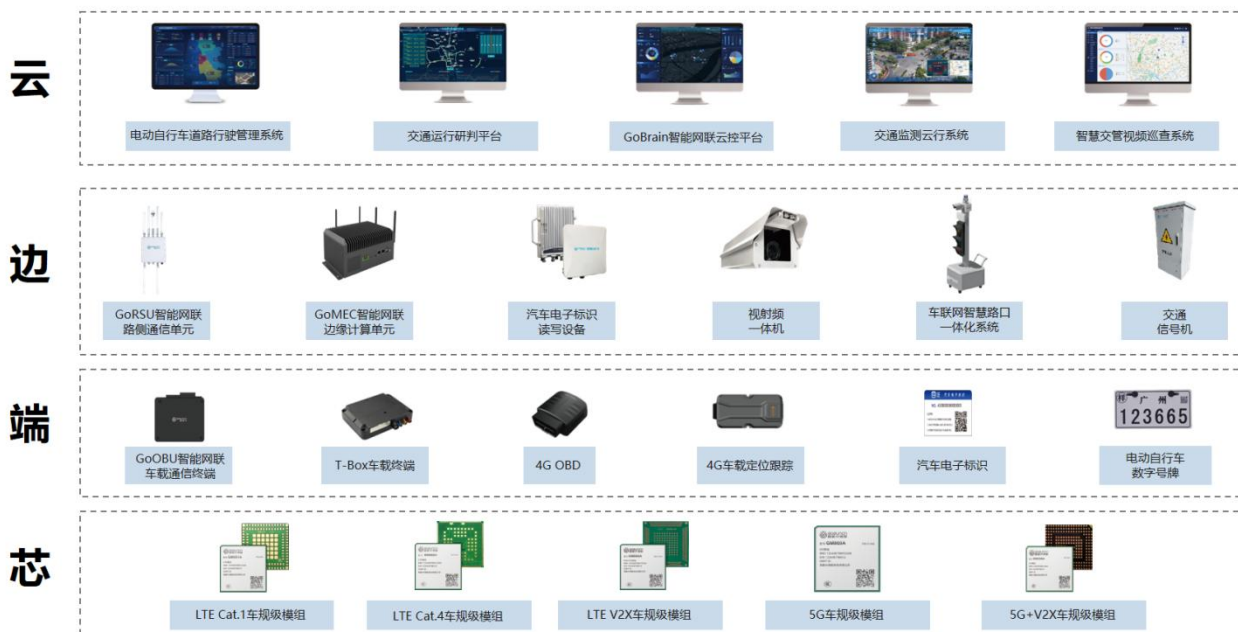 云
电动自行车道路行驶管理系统
交通运行研判平台
GoBrain智能网联云控平台
交通监测云行系统
智慧交管视频巡查系统
边
GoRSU智能网联
路侧通信单元
GoMEC智能网联
边缘计算单元
汽车电子标识
读写设备
视射频
一体机
车联网智慧路口
一体化系统
交通
信号机
端
GoOBU智能网联
车载通信终端
T-Box车载终端
4G OBD
4G车载定位跟踪
汽车电子标识
广州
123665
电动自行车
数字号牌
芯
LTE Cat.1车规级模组
LTE Cat.4车规级模组
LTE V2X车规级模组
5G车规级模组
5G+V2X车规级模组